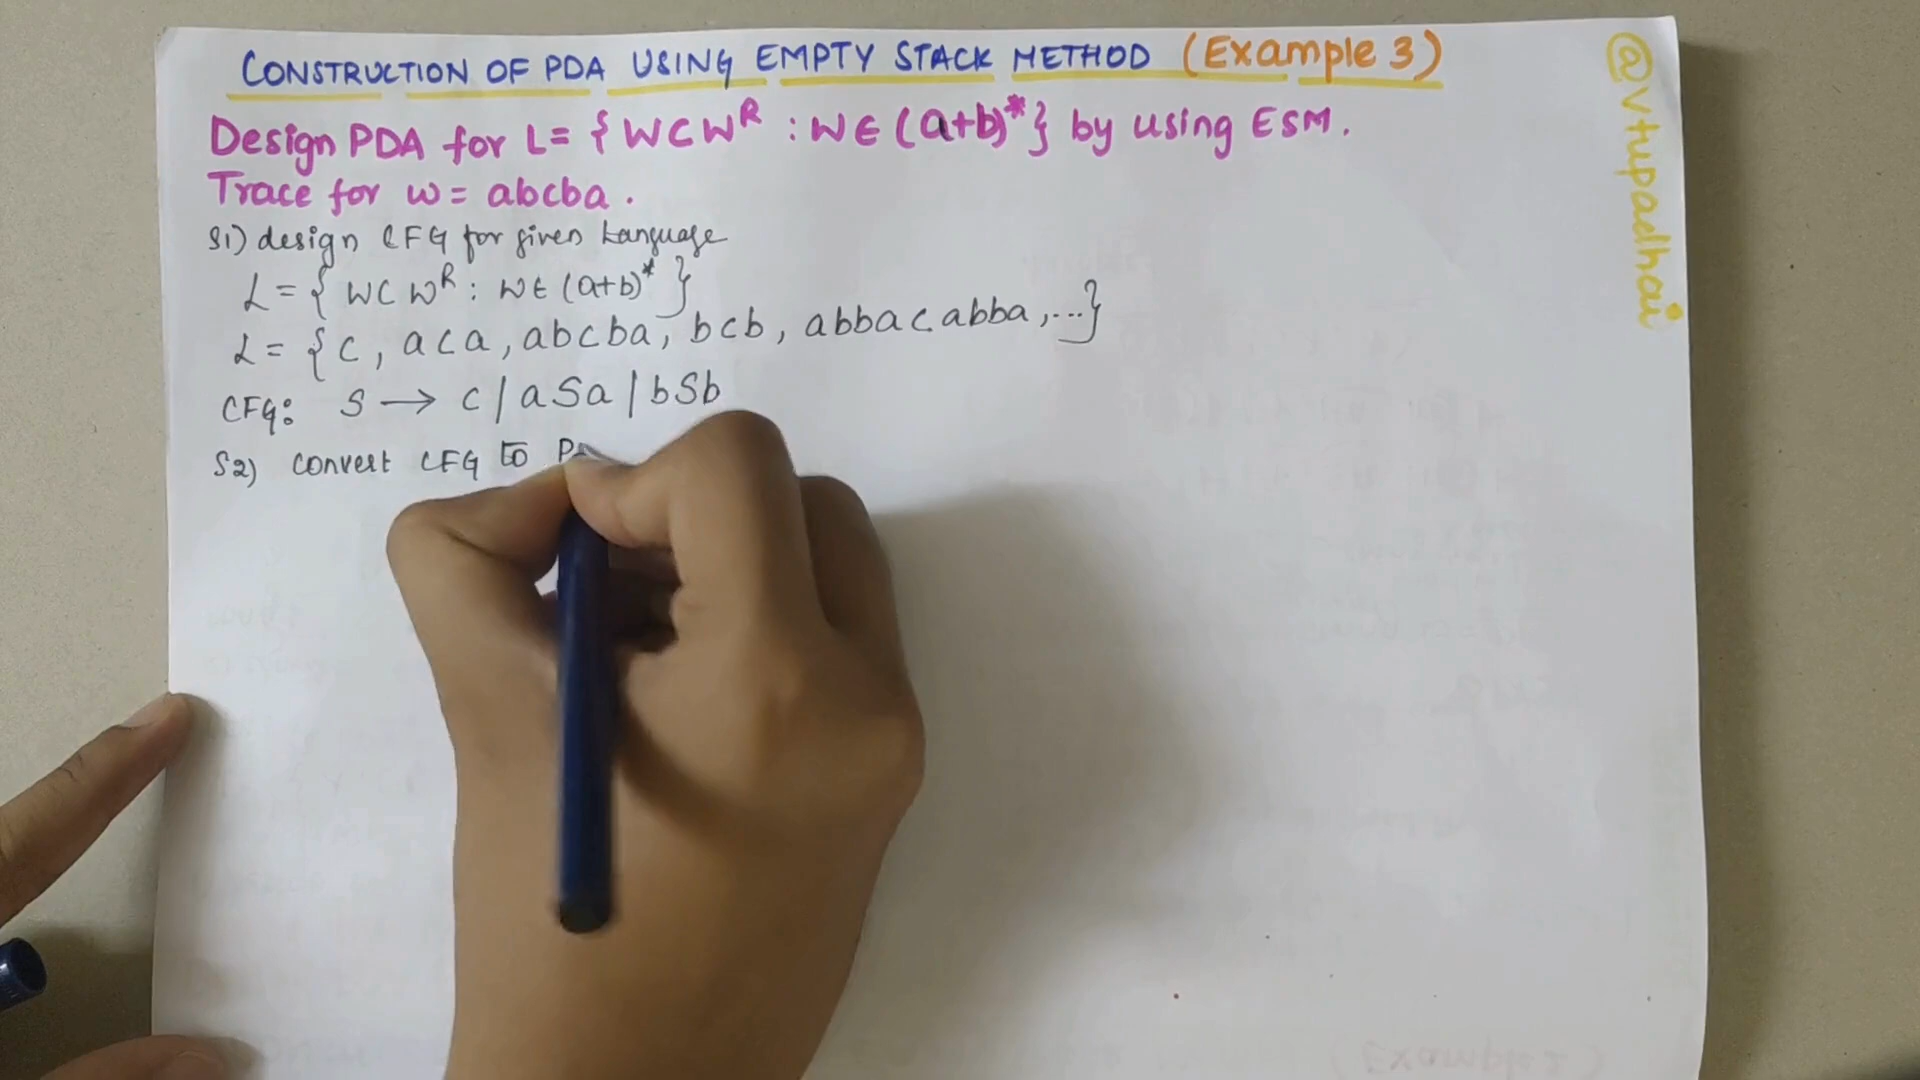 CONSTRUCTION OF PDA USING EMPTY STACK METHOD (Example 3)
Design PDA for L= {WCW^R : WE(a+b)*} by using ESM.
Trace for w= abcba.
S1) design CFG for given Language
L= {WCW^R : WE(a+b)*}
L= {c, aca, abcba, bcb, abbacabba,...}
CFG: S → c | aSa | bSb
S2) convert CFG to
@vtupadhai